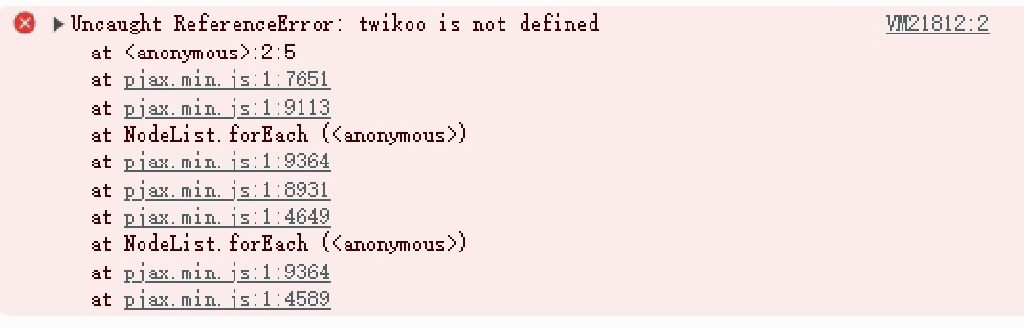 Uncaught ReferenceError: twikoo is not defined VM21812:2
at <anonymous>:2:5
at pjax.min.js:1:7651
at pjax.min.js:1:9113
at NodeList.forEach (<anonymous>)
at pjax.min.js:1:9364
at pjax.min.js:1:8931
at pjax.min.js:1:4649
at NodeList.forEach (<anonymous>)
at pjax.min.js:1:9364
at pjax.min.js:1:4589